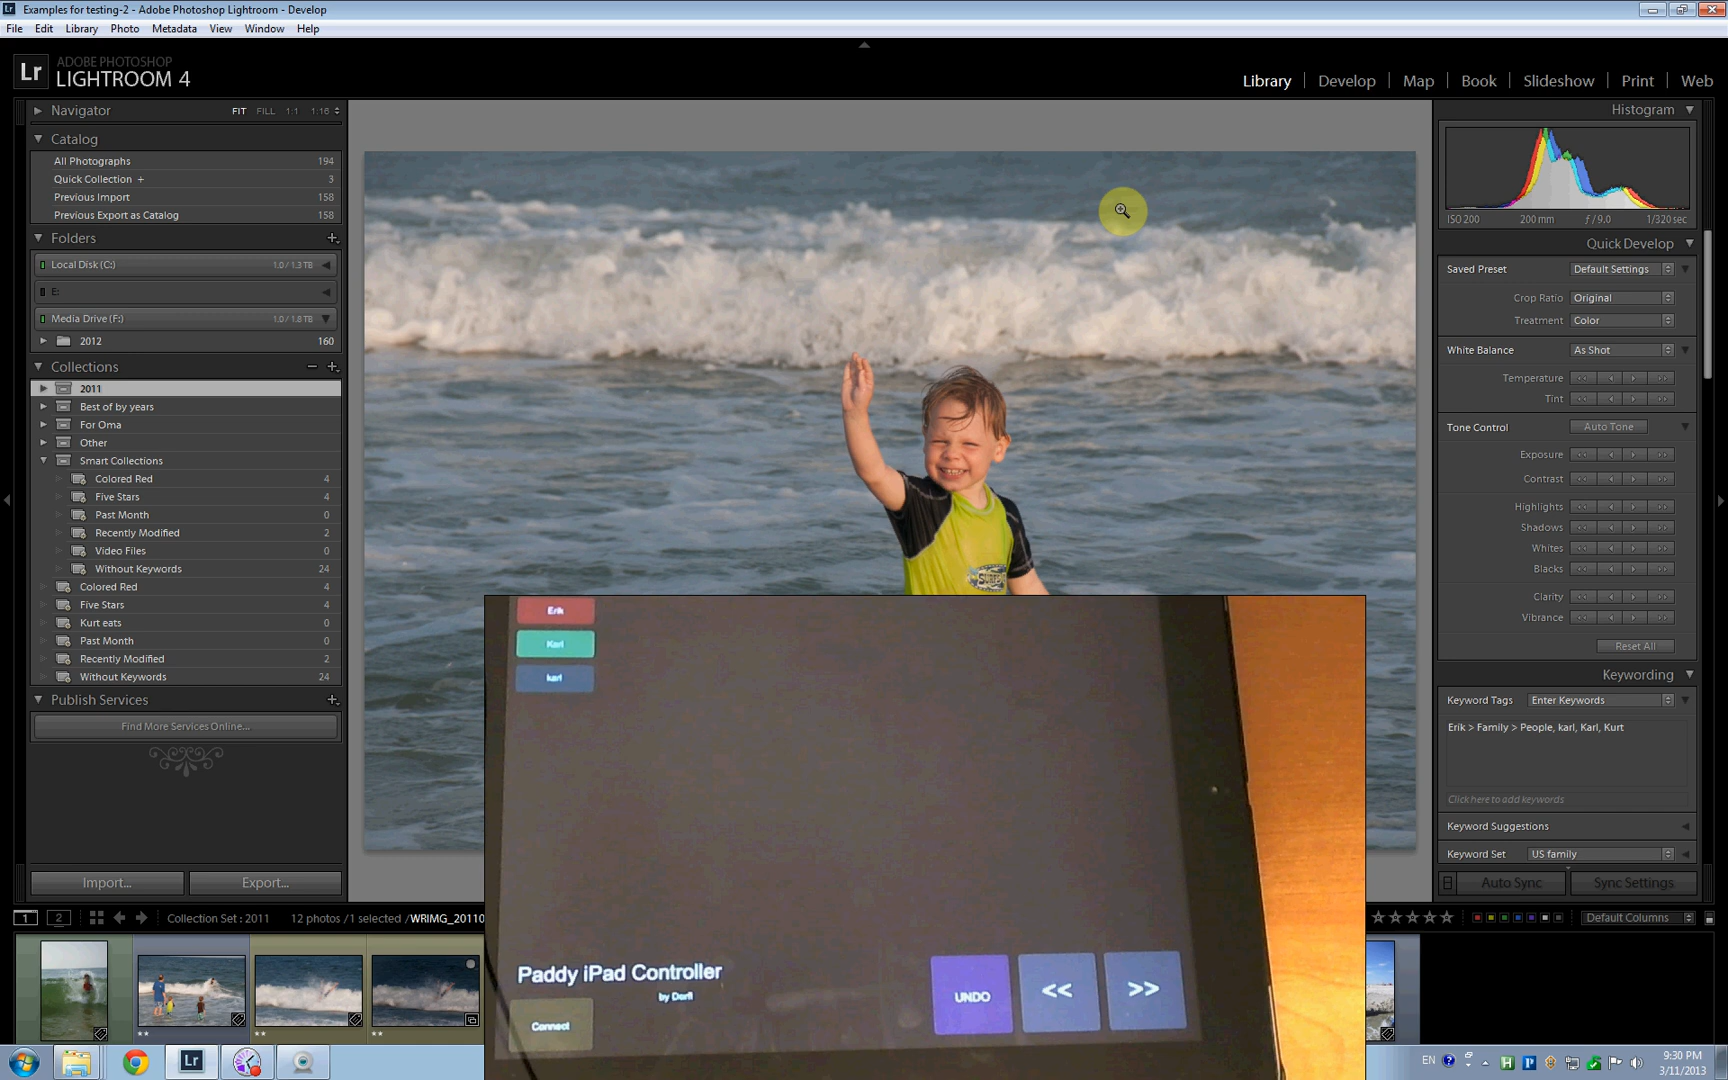 Examples for testing-2 - Adobe Photoshop Lightroom - Develop
File Edit Library Photo Metadata View Window Help
Lr ADOBE PHOTOSHOP
LIGHTROOM 4
Library Develop Map Book Slideshow Print Web
Navigator FIT FILL 1:1 1:16
Catalog
All Photographs 194
Quick Collection + 3
Previous Import 158
Previous Export as Catalog 158
Folders
Local Disk (C:) 1.0 / 1.3 TB
E:
Media Drive (F:) 1.0 / 1.8 TB
2012 160
Collections
2011
Best of by years
For Oma
Other
Smart Collections
Colored Red 4
Five Stars 4
Past Month 0
Recently Modified 2
Video Files 0
Without Keywords 24
Colored Red 4
Five Stars 4
Kurt eats 0
Past Month 0
Recently Modified 2
Without Keywords 24
Publish Services
Find More Services Online...
Import... Export...
Histogram
ISO 200 200 mm ƒ / 9.0 1/320 sec
Quick Develop
Saved Preset Default Settings
Crop Ratio Original
Treatment Color
White Balance As Shot
Temperature
Tint
Tone Control Auto Tone
Exposure
Contrast
Highlights
Shadows
Whites
Blacks
Clarity
Vibrance
Reset All
Keywording
Keyword Tags Enter Keywords
Erik > Family > People, karl, Karl, Kurt
Click here to add keywords
Keyword Suggestions
Keyword Set US family
Auto Sync Sync Settings
Erik
Karl
karl
Paddy iPad Controller
Connect
UNDO << >>
1 2 Collection Set : 2011 12 photos / 1 selected / WRIMG_20110
Default Columns
Lr
EN
9:30 PM
3/11/2013